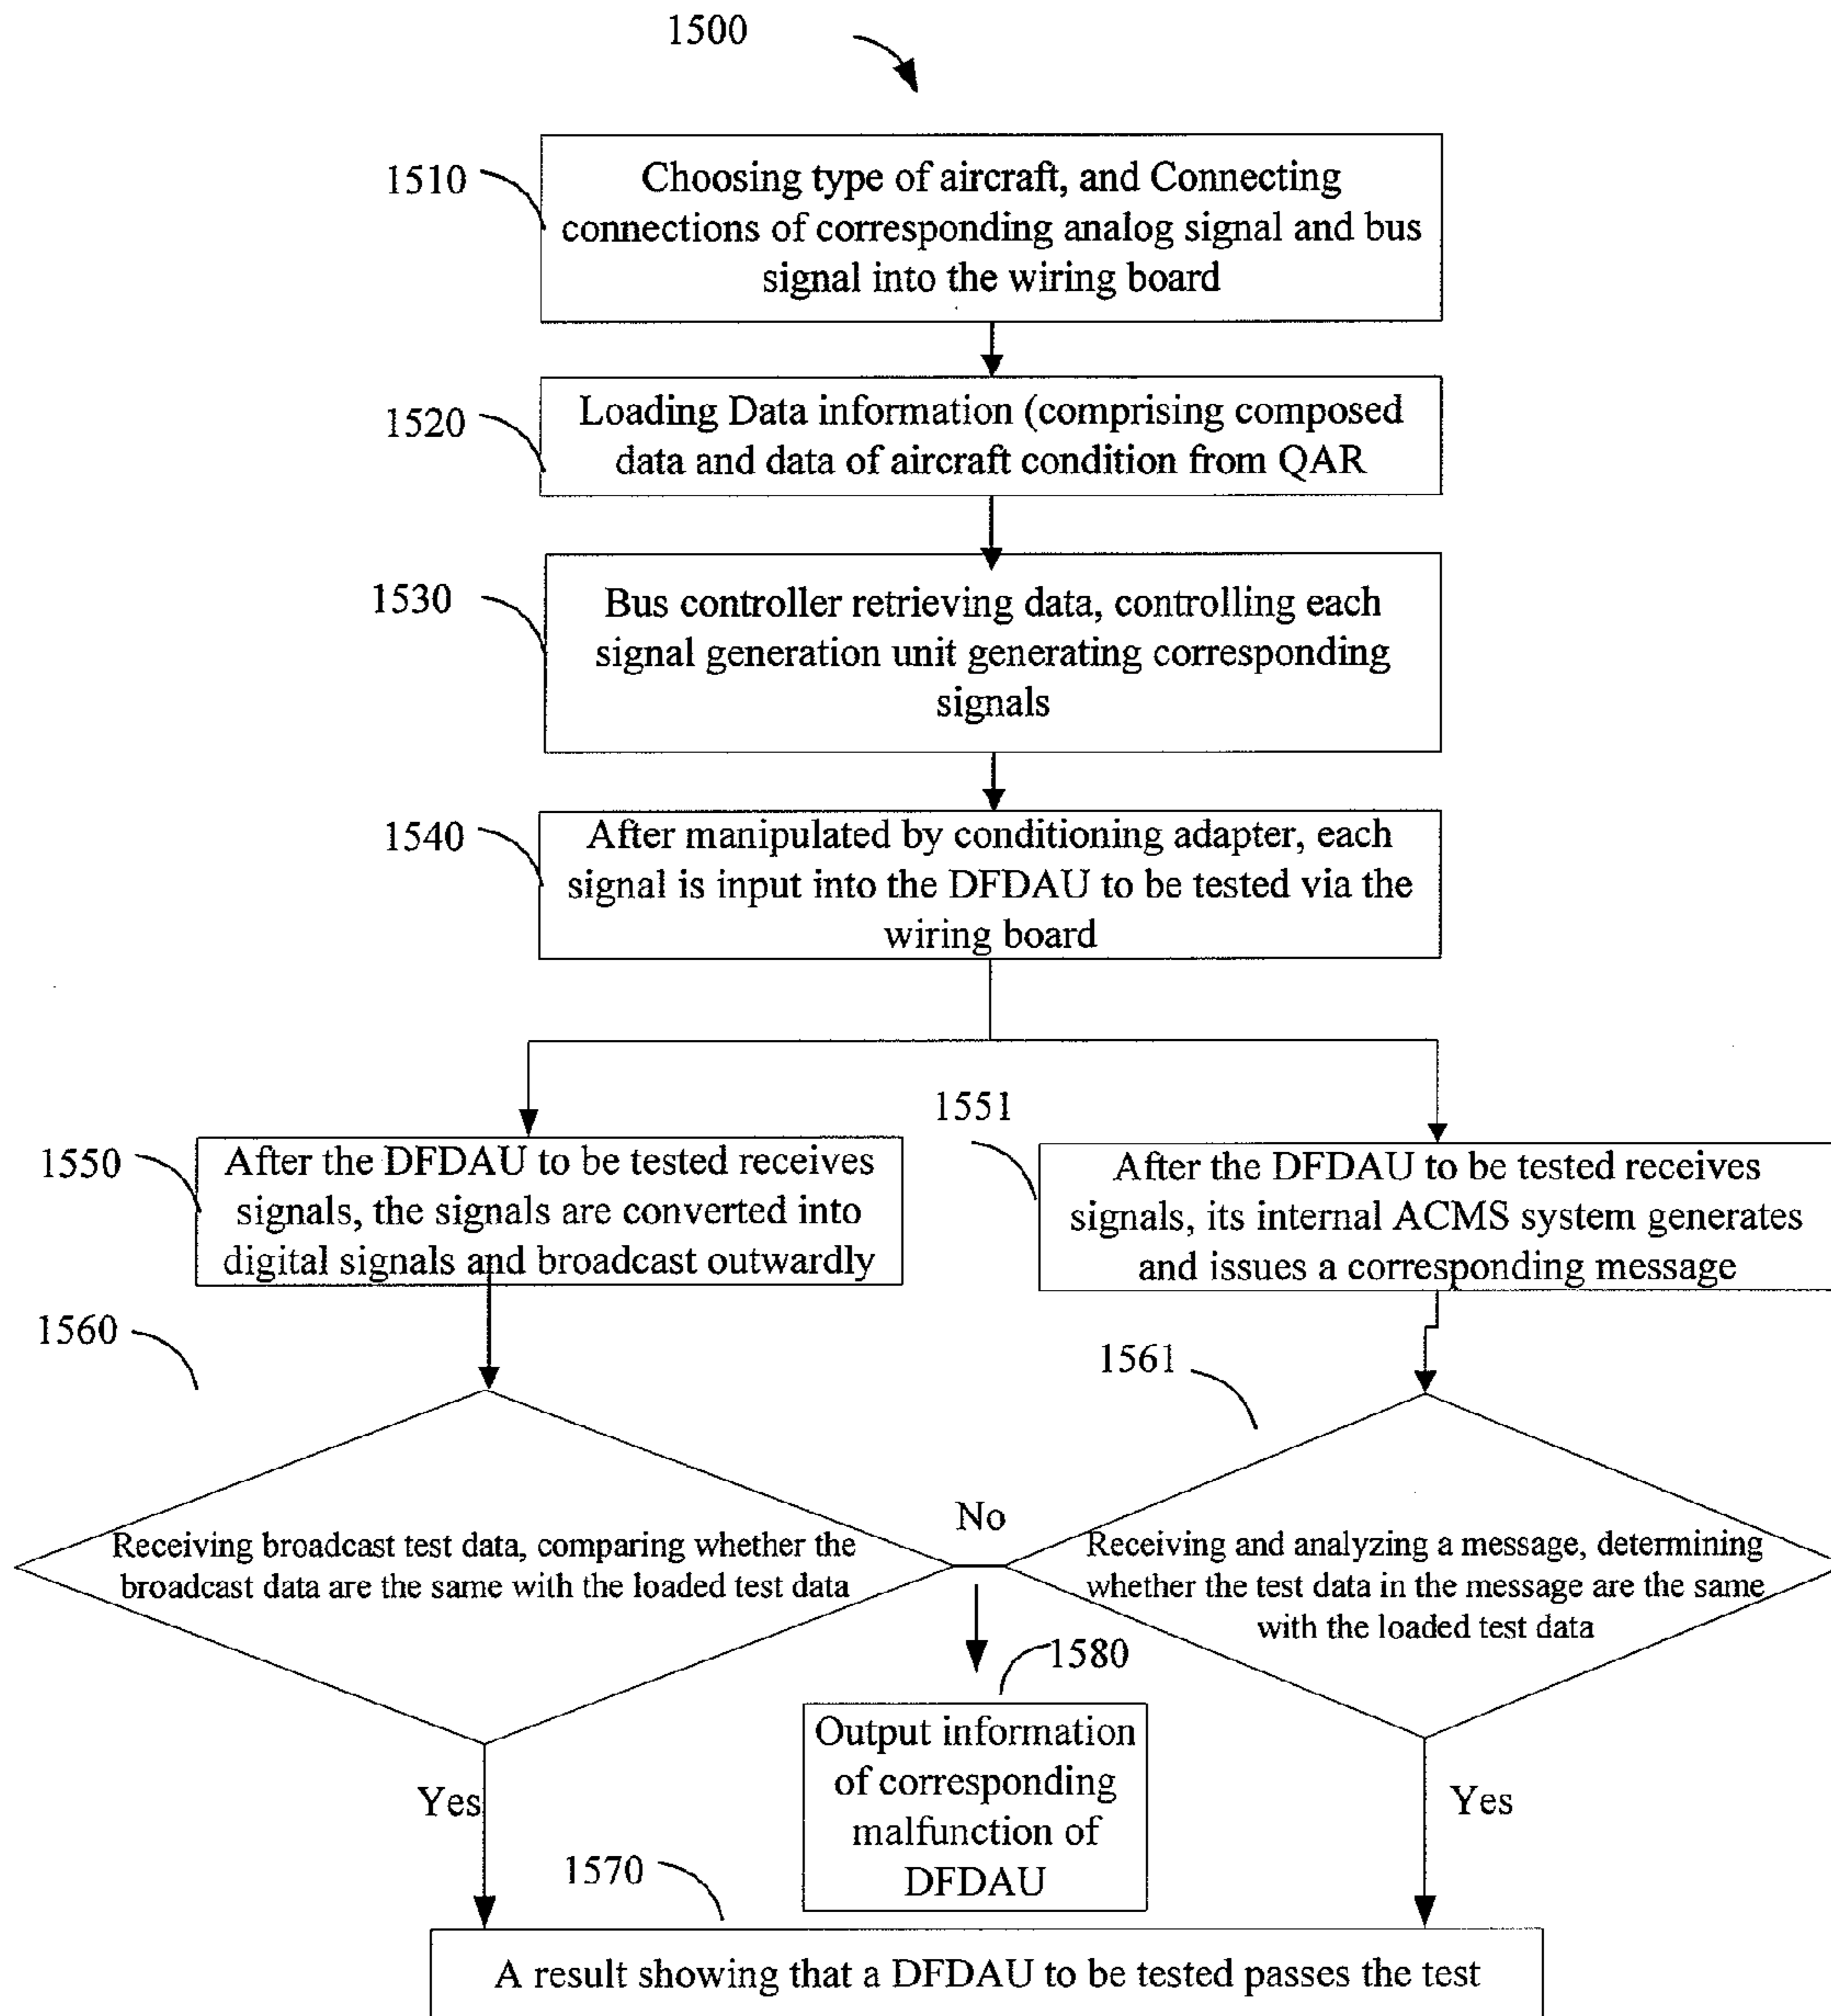 1500
1510
Choosing type of aircraft, and Connecting
connections of corresponding analog signal and bus
signal into the wiring board
1520
Loading Data information (comprising composed
data and data of aircraft condition from QAR
1530
Bus controller retrieving data, controlling each
signal generation unit generating corresponding
signals
1540
After manipulated by conditioning adapter, each
signal is input into the DFDAU to be tested via the
wiring board
1550
After the DFDAU to be tested receives
signals, the signals are converted into
digital signals and broadcast outwardly
1551
After the DFDAU to be tested receives
signals, its internal ACMS system generates
and issues a corresponding message
1560
Receiving broadcast test data, comparing whether the
broadcast data are the same with the loaded test data
No
1561
Receiving and analyzing a message, determining
whether the test data in the message are the same
with the loaded test data
1580
Output information
of corresponding
malfunction of
DFDAU
Yes
Yes
1570
A result showing that a DFDAU to be tested passes the test